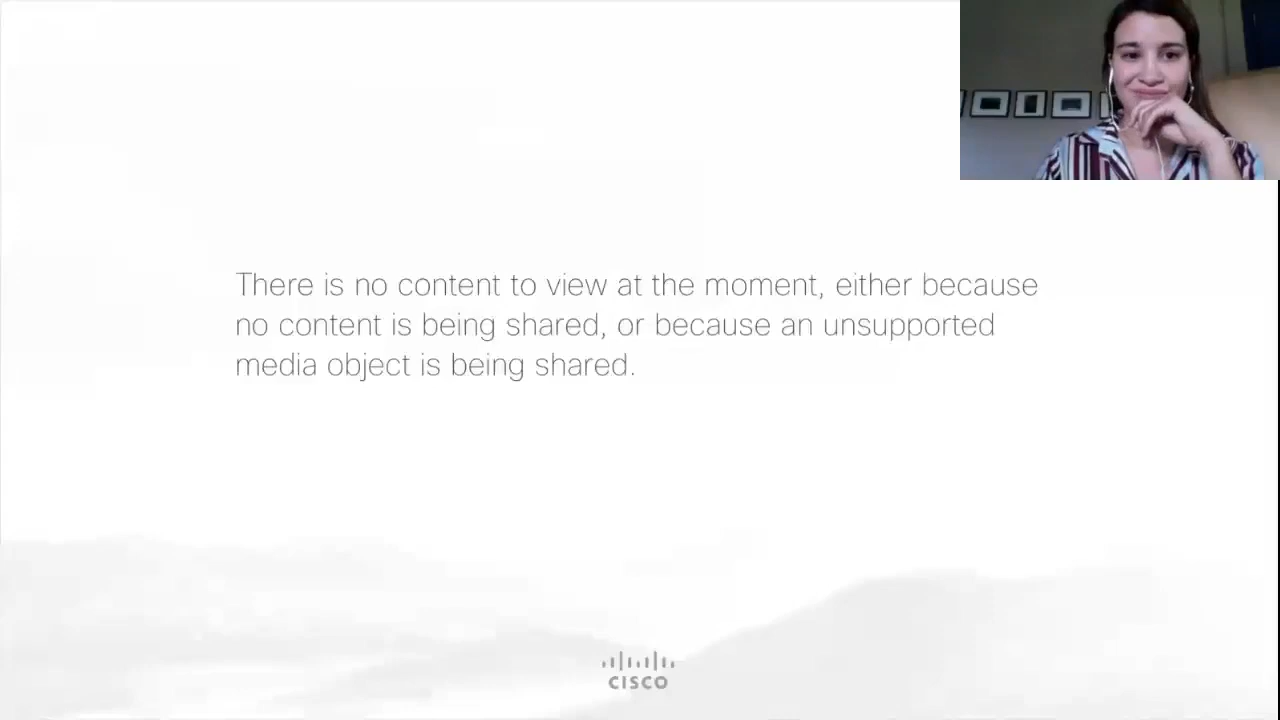 There is no content to view at the moment, either because
no content is being shared, or because an unsupported
media object is being shared.
CISCO